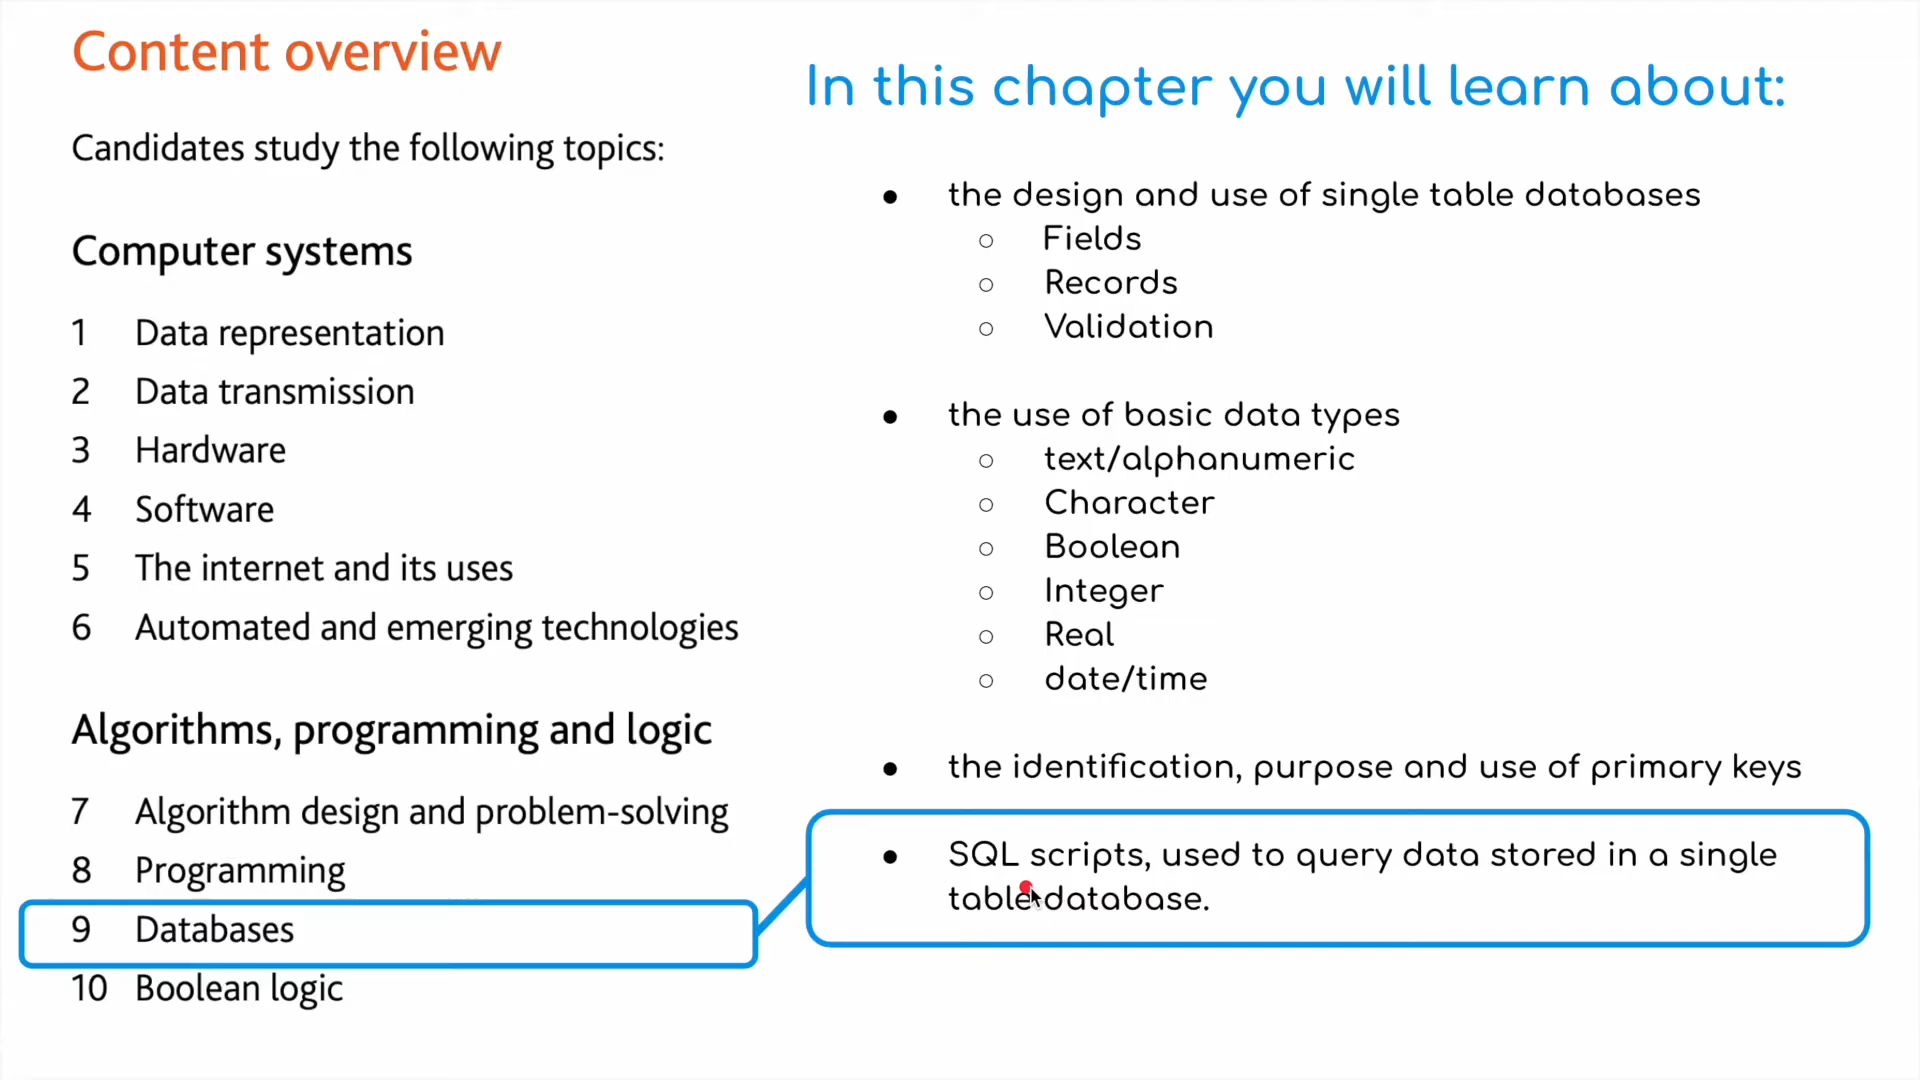 Content overview
Candidates study the following topics:
Computer systems
1 Data representation
2 Data transmission
3 Hardware
4 Software
5 The internet and its uses
6 Automated and emerging technologies
Algorithms, programming and logic
7 Algorithm design and problem-solving
8 Programming
9 Databases
10 Boolean logic
In this chapter you will learn about:
● the design and use of single table databases
○ Fields
○ Records
○ Validation
● the use of basic data types
○ text/alphanumeric
○ Character
○ Boolean
○ Integer
○ Real
○ date/time
● the identification, purpose and use of primary keys
● SQL scripts, used to query data stored in a single
table database.